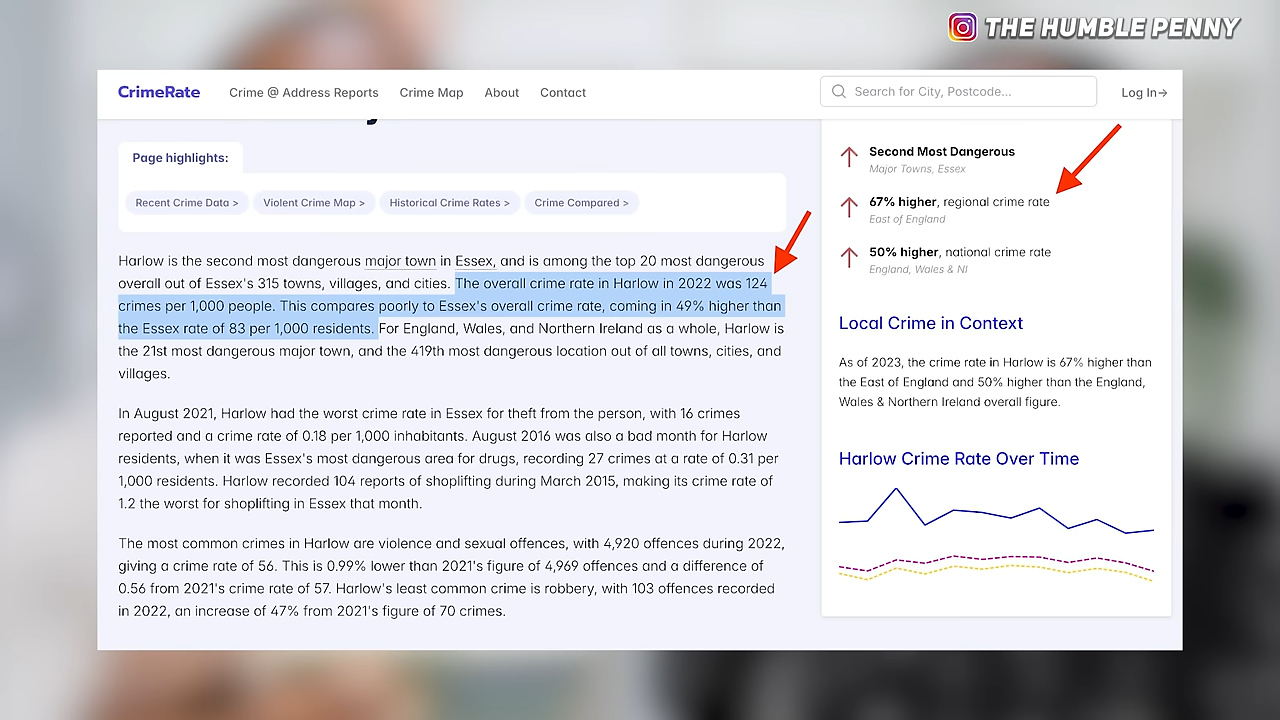 THE HUMBLE PENNY
CrimeRate
Crime @ Address Reports
Crime Map
About
Contact
Search for City, Postcode...
Log In→
Page highlights:
Recent Crime Data >
Violent Crime Map >
Historical Crime Rates >
Crime Compared >
Harlow is the second most dangerous major town in Essex, and is among the top 20 most dangerous
overall out of Essex's 315 towns, villages, and cities. The overall crime rate in Harlow in 2022 was 124
crimes per 1,000 people. This compares poorly to Essex's overall crime rate, coming in 49% higher than
the Essex rate of 83 per 1,000 residents. For England, Wales, and Northern Ireland as a whole, Harlow is
the 21st most dangerous major town, and the 419th most dangerous location out of all towns, cities, and
villages.
In August 2021, Harlow had the worst crime rate in Essex for theft from the person, with 16 crimes
reported and a crime rate of 0.18 per 1,000 inhabitants. August 2016 was also a bad month for Harlow
residents, when it was Essex's most dangerous area for drugs, recording 27 crimes at a rate of 0.31 per
1,000 residents. Harlow recorded 104 reports of shoplifting during March 2015, making its crime rate of
1.2 the worst for shoplifting in Essex that month.
The most common crimes in Harlow are violence and sexual offences, with 4,920 offences during 2022,
giving a crime rate of 56. This is 0.99% lower than 2021's figure of 4,969 offences and a difference of
0.56 from 2021's crime rate of 57. Harlow's least common crime is robbery, with 103 offences recorded
in 2022, an increase of 47% from 2021's figure of 70 crimes.
Second Most Dangerous
Major Towns, Essex
67% higher, regional crime rate
East of England
50% higher, national crime rate
England, Wales & NI
Local Crime in Context
As of 2023, the crime rate in Harlow is 67% higher than
the East of England and 50% higher than the England,
Wales & Northern Ireland overall figure.
Harlow Crime Rate Over Time